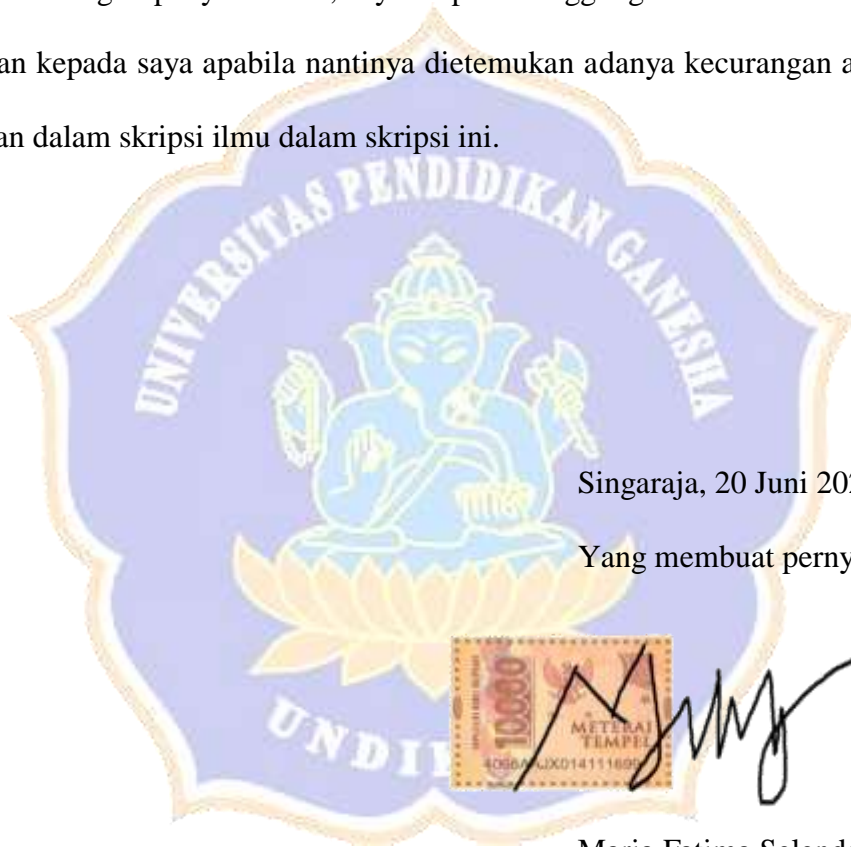 an kepada saya apabila nantinya dietemukan adanya kecurangan a
an dalam skripsi ilmu dalam skripsi ini.
UNIVERSITAS PENDIDIKAN GANESHA
Singaraja, 20 Juni 202
Yang membuat perny
10000
METERAI
TEMPEL
UNDI